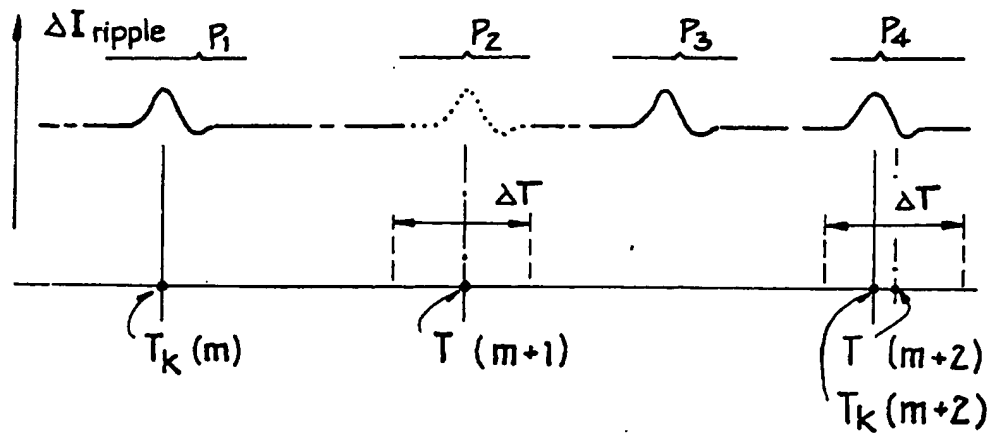 ΔI ripple
P1 P2 P3 P4
ΔT ΔT
Tk (m) T (m+1) T (m+2)
Tk (m+2)